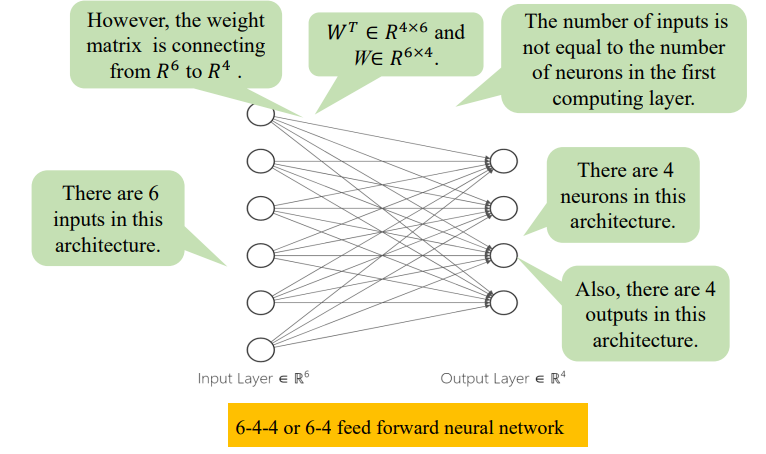 However, the weight
matrix is connecting
from R⁶ to R⁴ .
Wᵀ ∈ R⁴ˣ⁶ and
W∈ R⁶ˣ⁴.
The number of inputs is
not equal to the number
of neurons in the first
computing layer.
There are 6
inputs in this
architecture.
There are 4
neurons in this
architecture.
Also, there are 4
outputs in this
architecture.
Input Layer ∈ ℝ⁶
Output Layer ∈ ℝ⁴
6-4-4 or 6-4 feed forward neural network